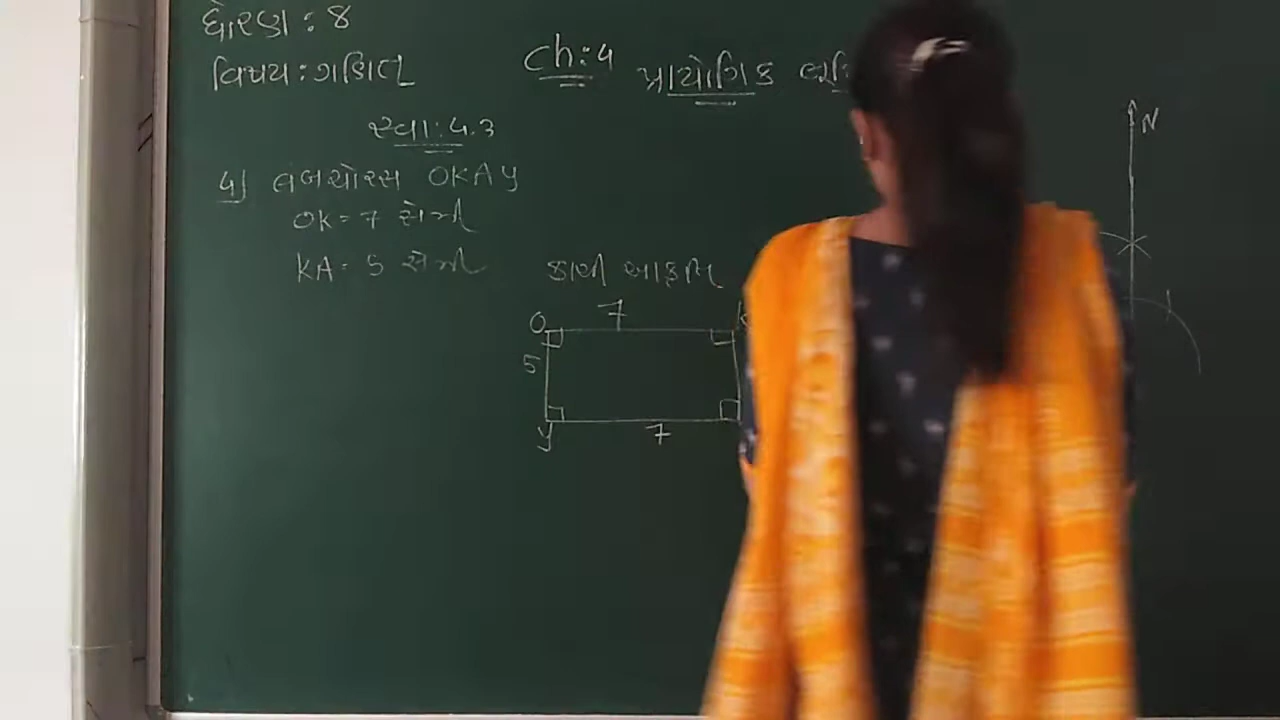 ધોરણ : ૪
વિષય : ગણિત
Ch : 4 પ્રાયોગિક
સ્વા : 4.3
4) લંબચોરસ OKAY
OK = 7 સેમી
KA = 5 સેમી
કાચી આકૃતિ
7
O
5
Y
7
N